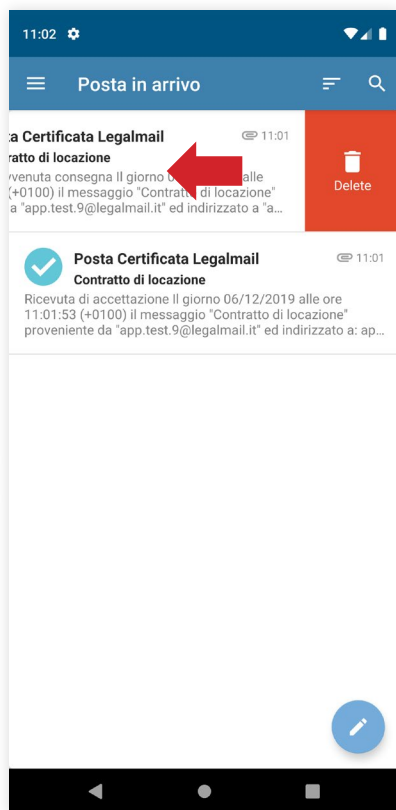 11:02
Posta in arrivo
ta Certificata Legalmail 11:01
ratto di locazione
vvenuta consegna Il giorno alle
(+0100) il messaggio "Contratto di locazione"
a "app.test.9@legalmail.it" ed indirizzato a "a...
Delete
Posta Certificata Legalmail 11:01
Contratto di locazione
Ricevuta di accettazione Il giorno 06/12/2019 alle ore
11:01:53 (+0100) il messaggio "Contratto di locazione"
proveniente da "app.test.9@legalmail.it" ed indirizzato a: ap...